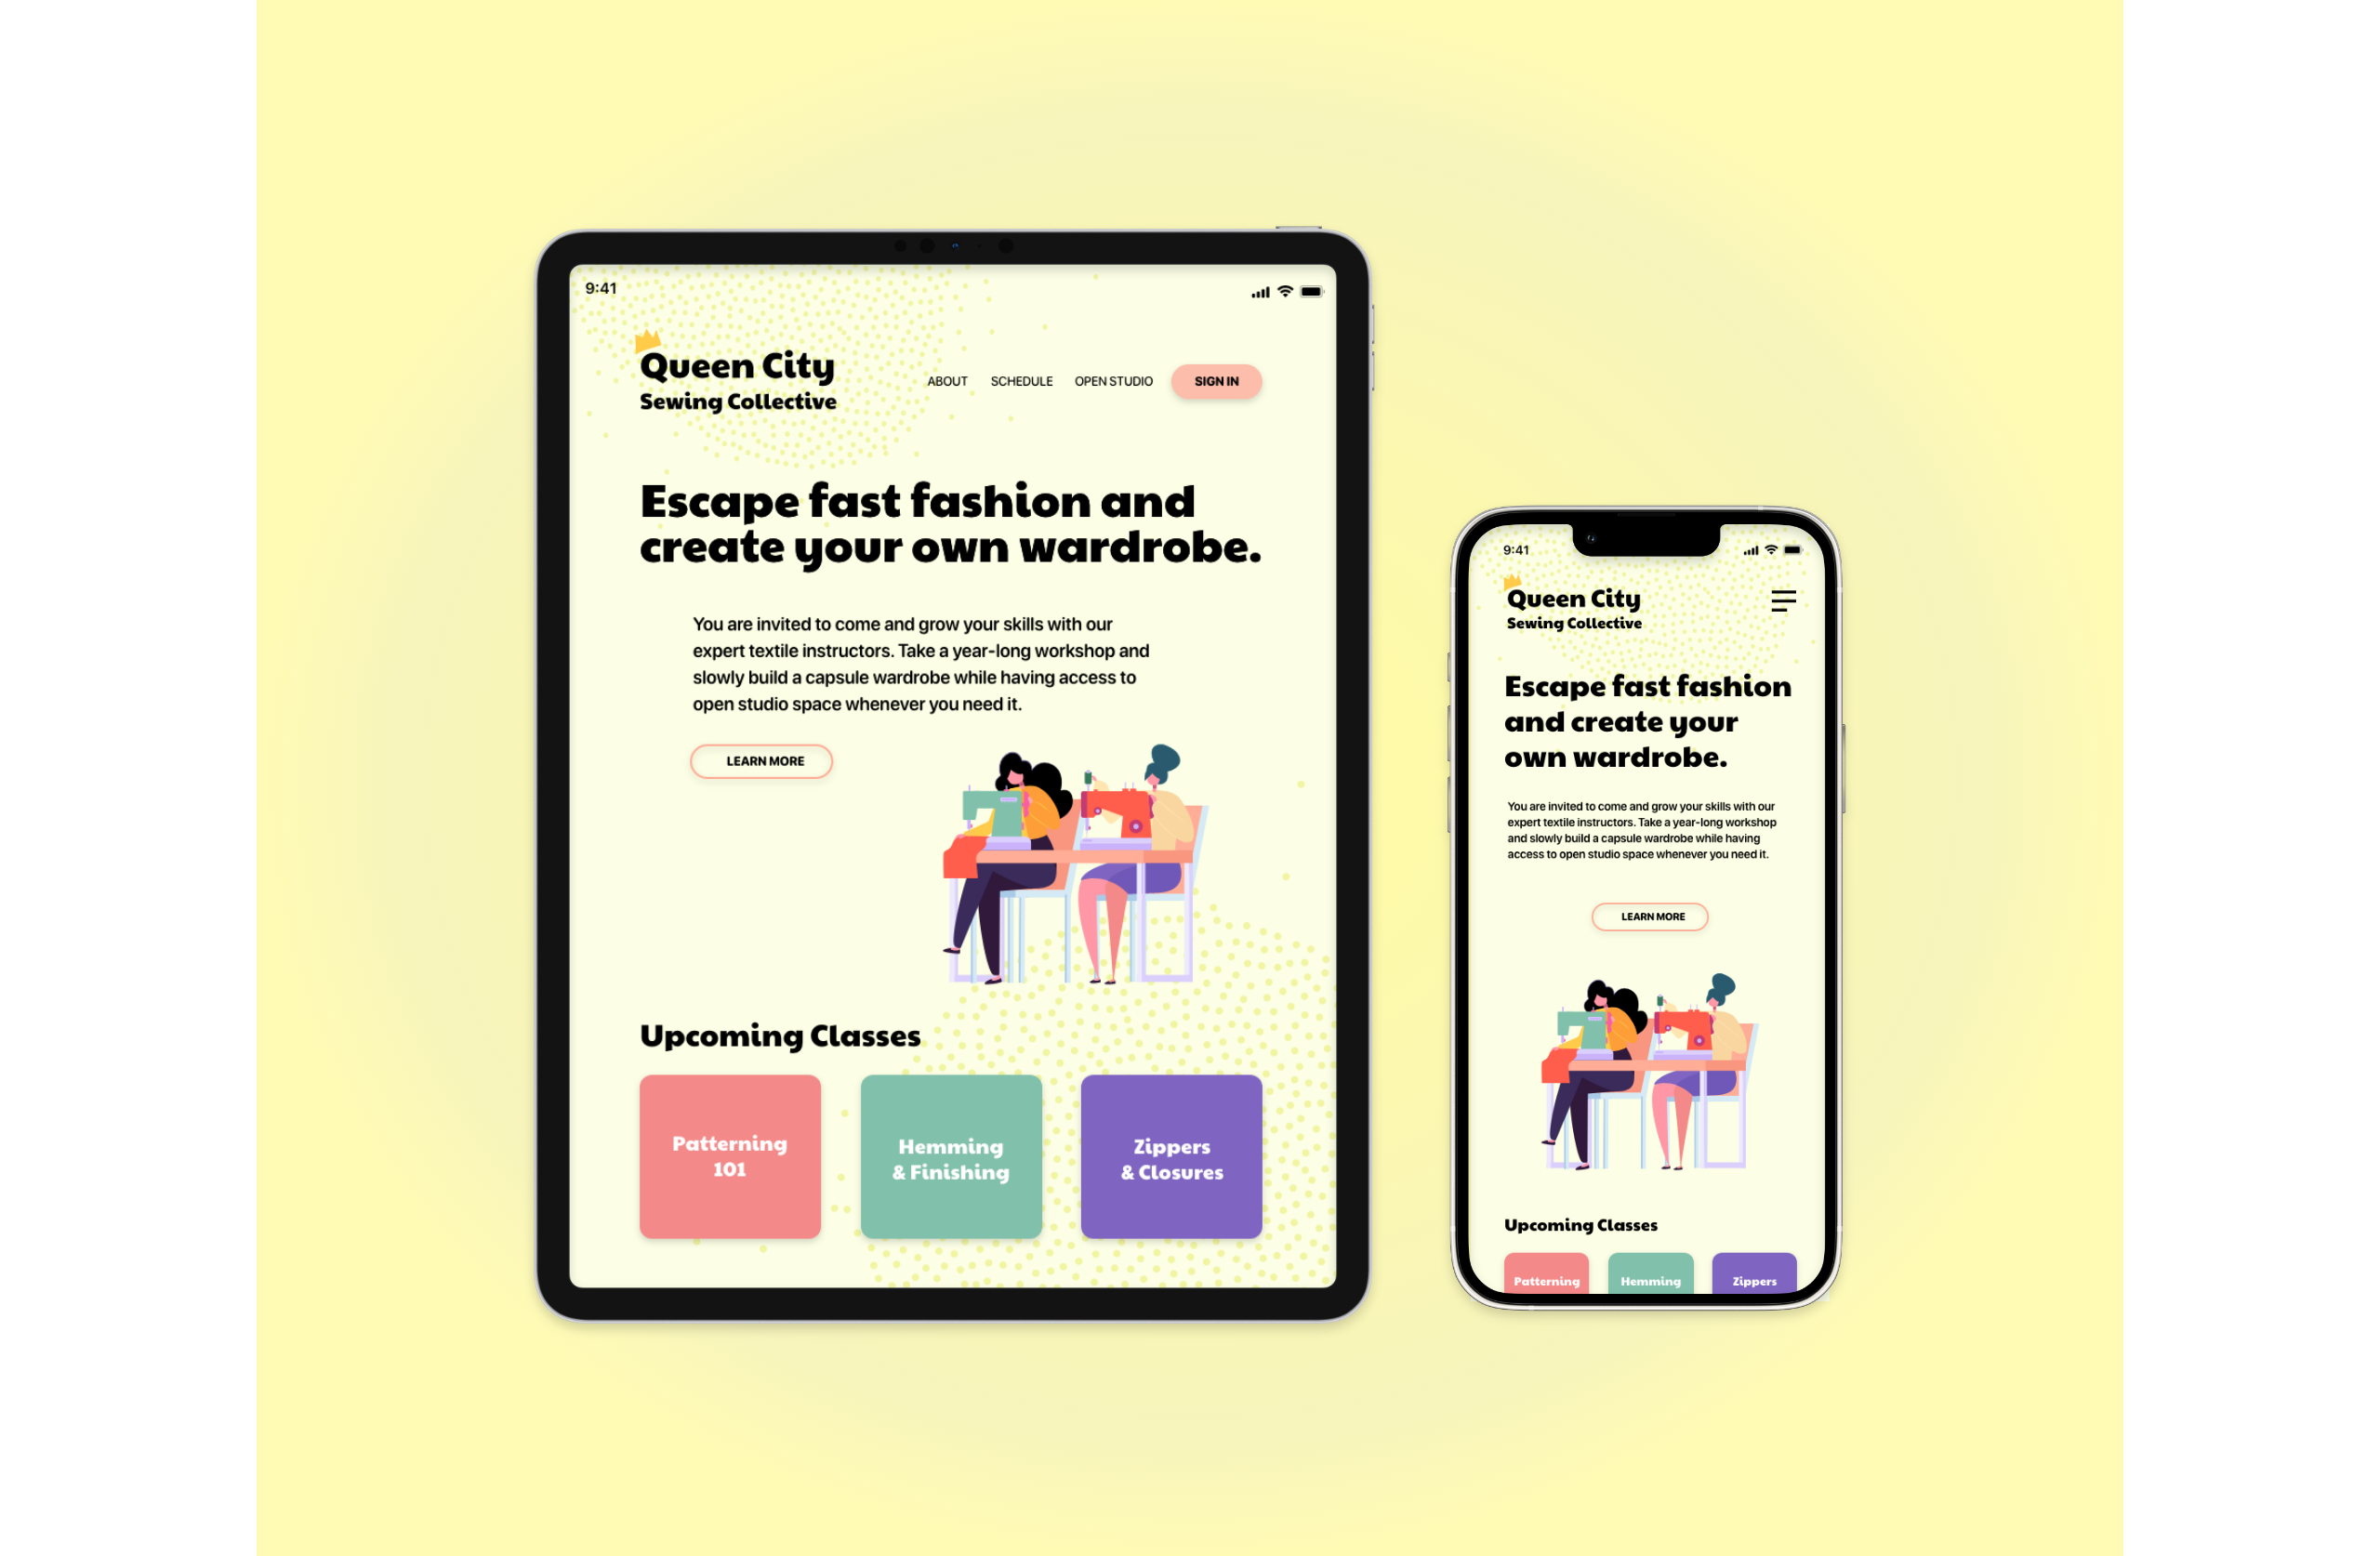 9:41
Queen City
Sewing Collective
ABOUT SCHEDULE OPEN STUDIO SIGN IN
Escape fast fashion and
create your own wardrobe.
You are invited to come and grow your skills with our
expert textile instructors. Take a year-long workshop and
slowly build a capsule wardrobe while having access to
open studio space whenever you need it.
LEARN MORE
Upcoming Classes
Patterning
101
Hemming
& Finishing
Zippers
& Closures
9:41
Queen City
Sewing Collective
Escape fast fashion
and create your
own wardrobe.
You are invited to come and grow your skills with our
expert textile instructors. Take a year-long workshop
and slowly build a capsule wardrobe while having
access to open studio space whenever you need it.
LEARN MORE
Upcoming Classes
Patterning
Hemming
Zippers